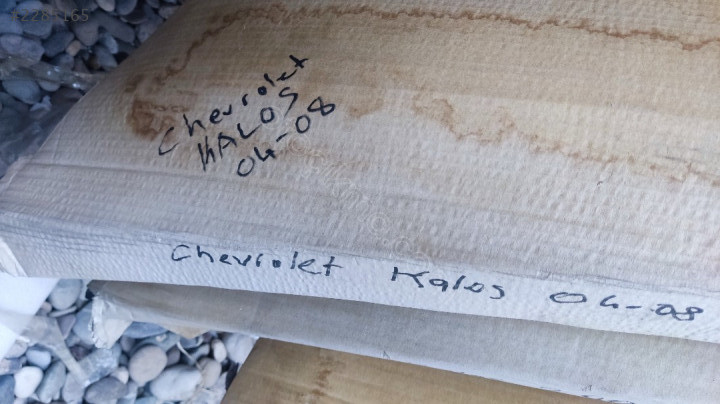 Chevrolet
KALOS
04-08
Chevrolet Kalos 04-08